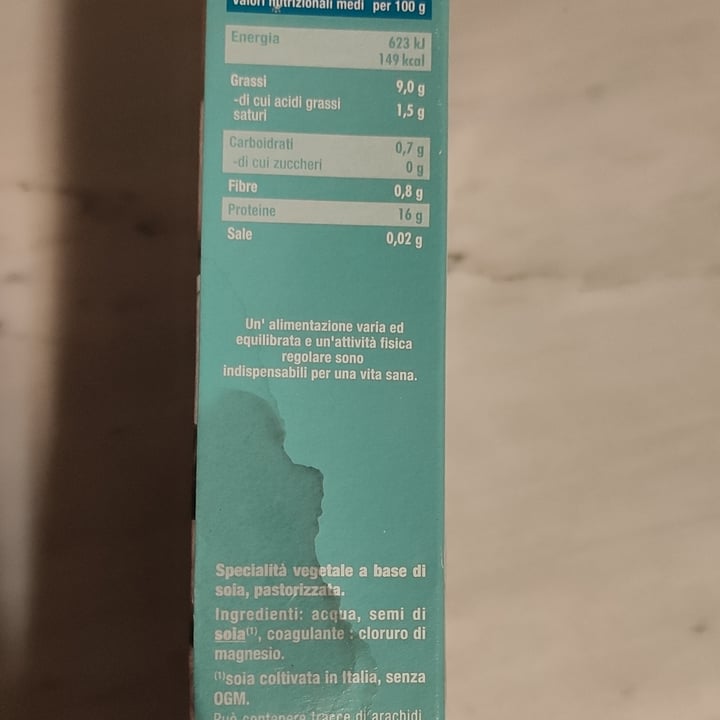 Valori nutrizionali medi per 100 g
Energia 623 kJ
149 kcal
Grassi 9,0 g
-di cui acidi grassi saturi 1,5 g
Carboidrati 0,7 g
-di cui zuccheri 0 g
Fibre 0,8 g
Proteine 16 g
Sale 0,02 g
Un' alimentazione varia ed
equilibrata e un'attività fisica
regolare sono
indispensabili per una vita sana.
Specialità vegetale a base di
soia, pastorizzata.
Ingredienti: acqua, semi di
soia⁽¹⁾, coagulante : cloruro di
magnesio.
⁽¹⁾soia coltivata in Italia, senza
OGM.
Può contenere tracce di arachidi